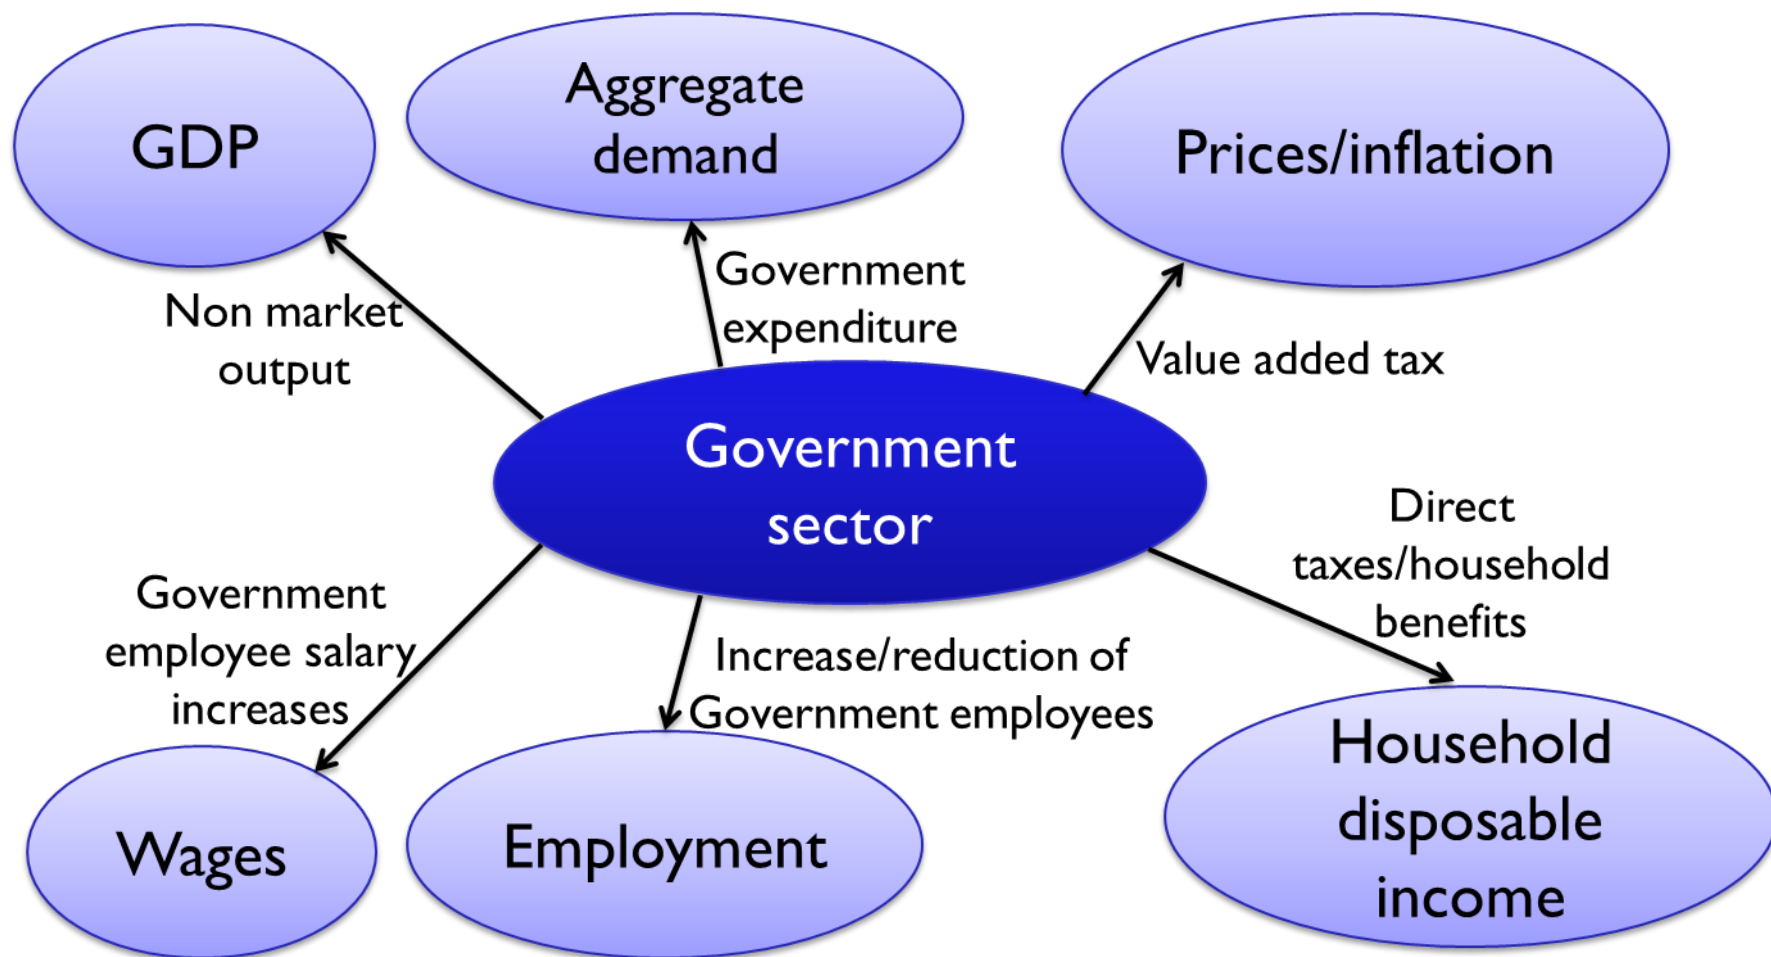 GDP
Aggregate
demand
Prices/inflation
Non market
output
Government
expenditure
Value added tax
Government
sector
Direct
taxes/household
benefits
Government
employee salary
increases
Increase/reduction of
Government employees
Wages
Employment
Household
disposable
income